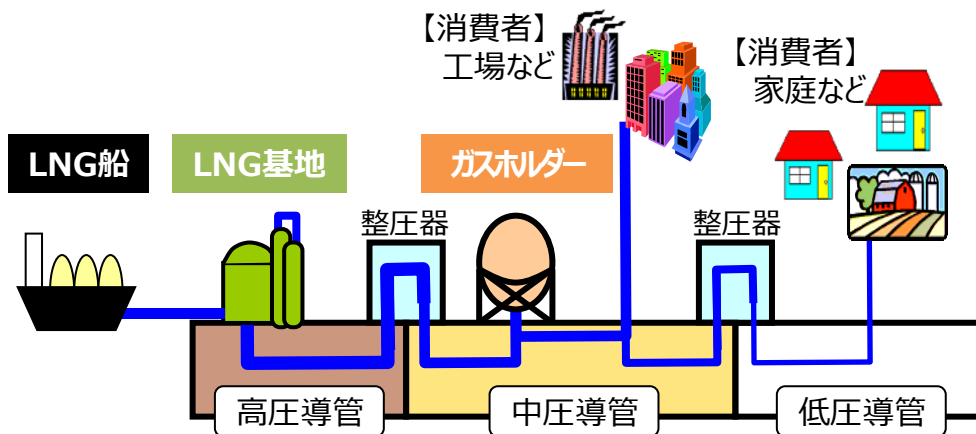 【消費者】
工場など
【消費者】
家庭など
LNG船
LNG基地
ガスホルダー
整圧器
整圧器
高圧導管
中圧導管
低圧導管